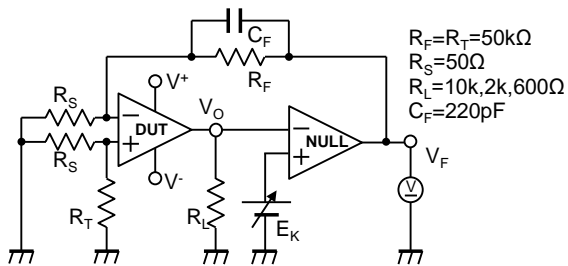 C_F
R_F
R_F=R_T=50kΩ
R_S=50Ω
R_L=10k,2k,600Ω
C_F=220pF
V⁺
R_S
V_O
−
DUT
+
−
NULL
+
R_S
V⁻
V_F
V
R_T
R_L
E_K